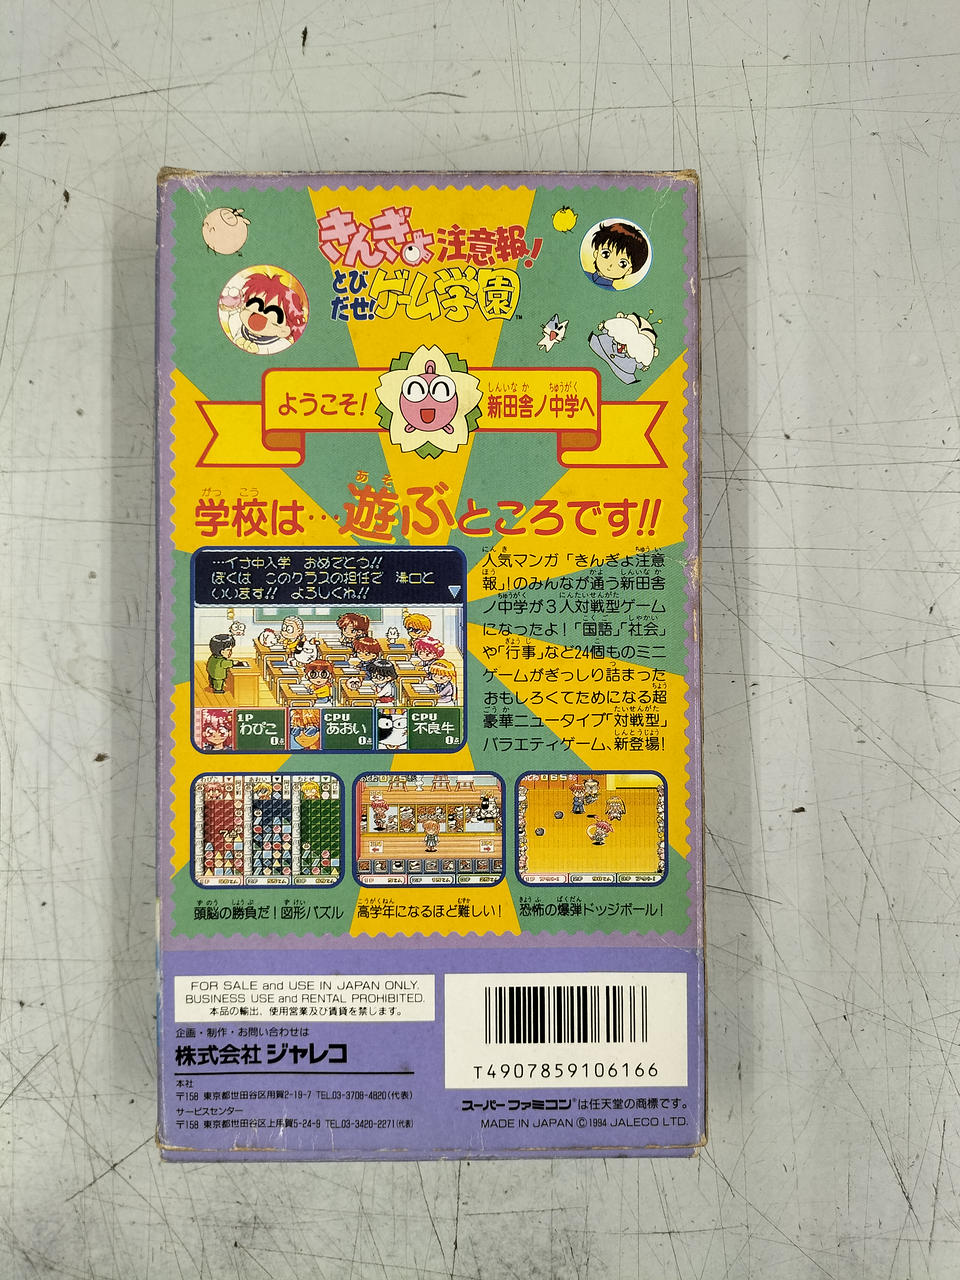 きんぎょ注意報!
とびだせ!ゲーム学園
ようこそ!
新田舎ノ中学へ
学校は…遊ぶところです!!
…イナ中入学 おめでとう!!
ぼくは このクラスの担任で 溝口と
いいます!! よろしくね!!
1P わぴこ 0点
CPU あおい 0点
CPU 不良牛 0点
人気マンガ「きんぎょ注意
報」!のみんなが通う新田舎
ノ中学が3人対戦型ゲーム
になったよ!「国語」「社会」
や「行事」など24個ものミニ
ゲームがぎっしり詰まった
おもしろくてためになる超
豪華ニュータイプ「対戦型」
バラエティゲーム、新登場!
頭脳の勝負だ!図形パズル
高学年になるほど難しい!
恐怖の爆弾ドッジボール!
FOR SALE and USE IN JAPAN ONLY.
BUSINESS USE and RENTAL PROHIBITED.
本品の輸出、使用営業及び賃貸を禁じます。
企画・制作・お問い合わせは
株式会社 ジャレコ
本社
〒158 東京都世田谷区用賀2-19-7 TEL.03-3708-4820(代表)
サービスセンター
〒158 東京都世田谷区上用賀5-24-9 TEL.03-3420-2271(代表)
T4907859106166
スーパーファミコン®は任天堂の商標です。
MADE IN JAPAN ©1994 JALECO LTD.